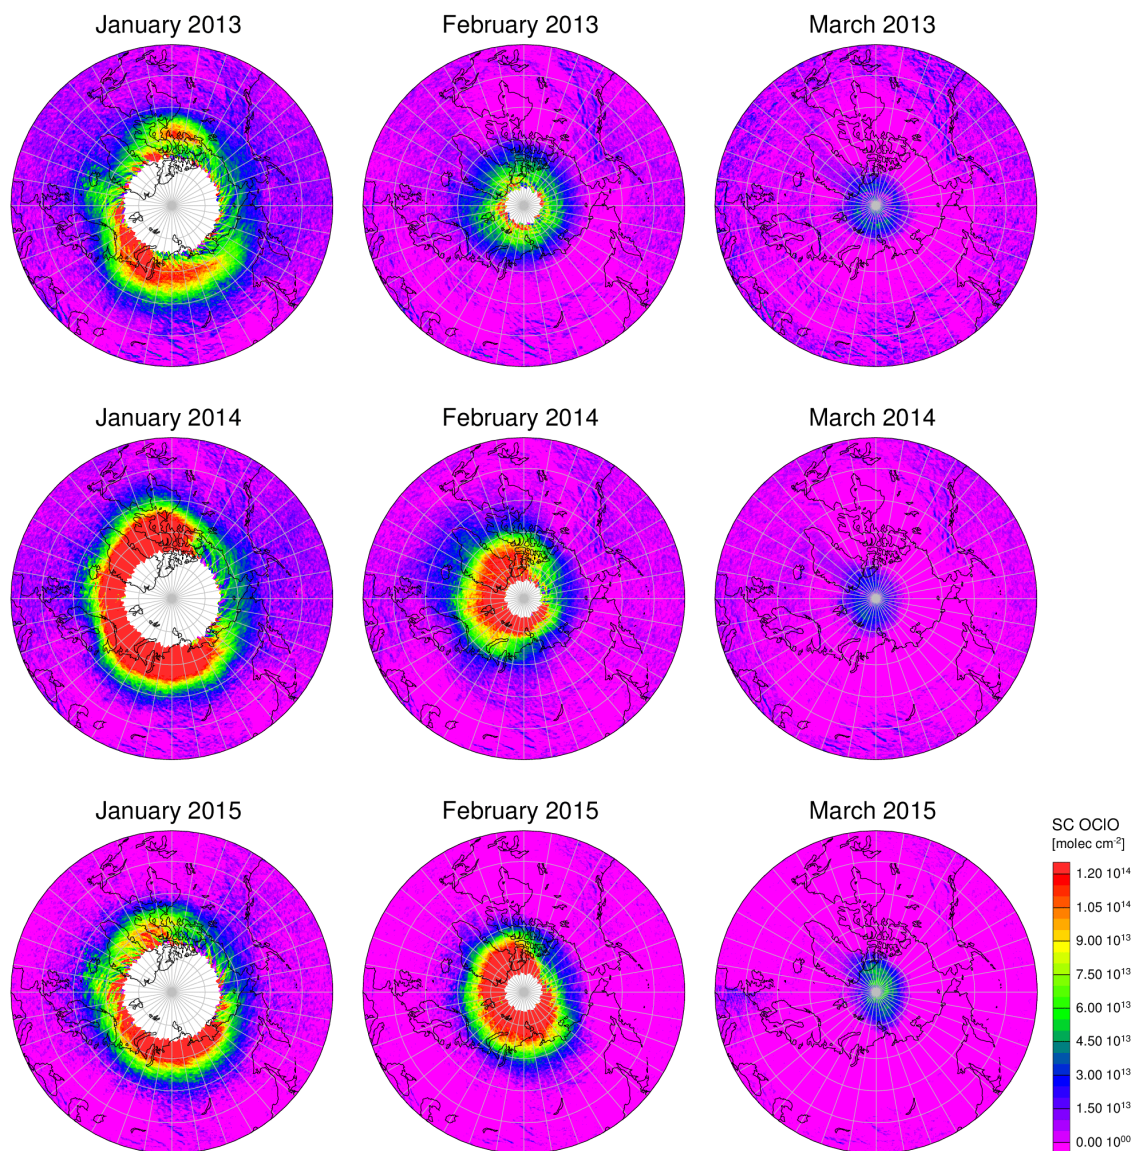 January 2013
February 2013
March 2013
January 2014
February 2014
March 2014
January 2015
February 2015
March 2015
SC OClO
[molec cm⁻²]
1.20 10¹⁴
1.05 10¹⁴
9.00 10¹³
7.50 10¹³
6.00 10¹³
4.50 10¹³
3.00 10¹³
1.50 10¹³
0.00 10⁰⁰